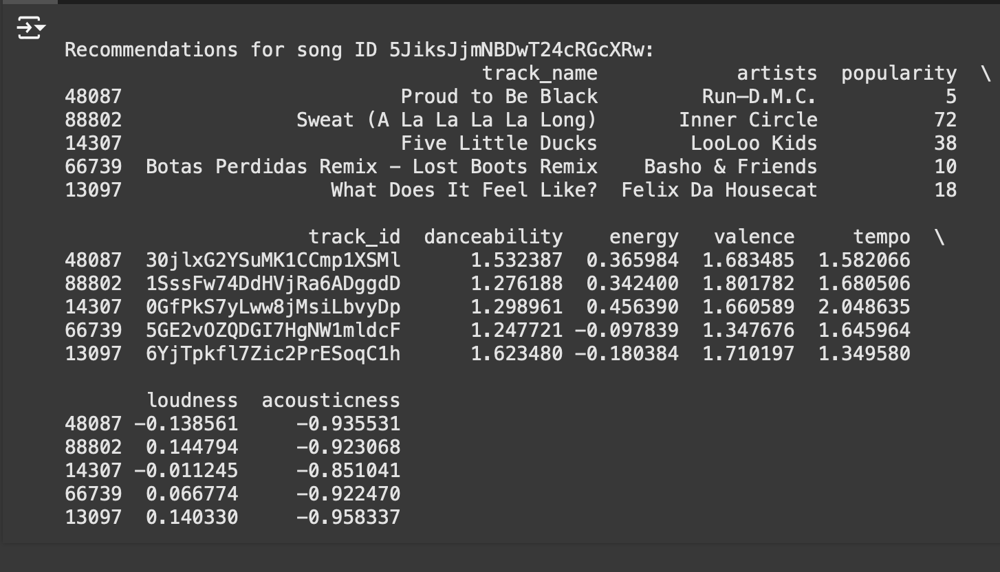 Recommendations for song ID 5JiksJjmNBDwT24cRGcXRw:
track_name artists popularity \
48087 Proud to Be Black Run–D.M.C. 5
88802 Sweat (A La La La La Long) Inner Circle 72
14307 Five Little Ducks LooLoo Kids 38
66739 Botas Perdidas Remix – Lost Boots Remix Basho & Friends 10
13097 What Does It Feel Like? Felix Da Housecat 18
track_id danceability energy valence tempo \
48087 30jlxG2YSuMK1CCmp1XSMl 1.532387 0.365984 1.683485 1.582066
88802 1SssFw74DdHVjRa6ADggdD 1.276188 0.342400 1.801782 1.680506
14307 0GfPkS7yLww8jMsiLbvyDp 1.298961 0.456390 1.660589 2.048635
66739 5GE2vOZQDGI7HgNW1mldcF 1.247721 –0.097839 1.347676 1.645964
13097 6YjTpkfl7Zic2PrESoqC1h 1.623480 –0.180384 1.710197 1.349580
loudness acousticness
48087 –0.138561 –0.935531
88802 0.144794 –0.923068
14307 –0.011245 –0.851041
66739 0.066774 –0.922470
13097 0.140330 –0.958337